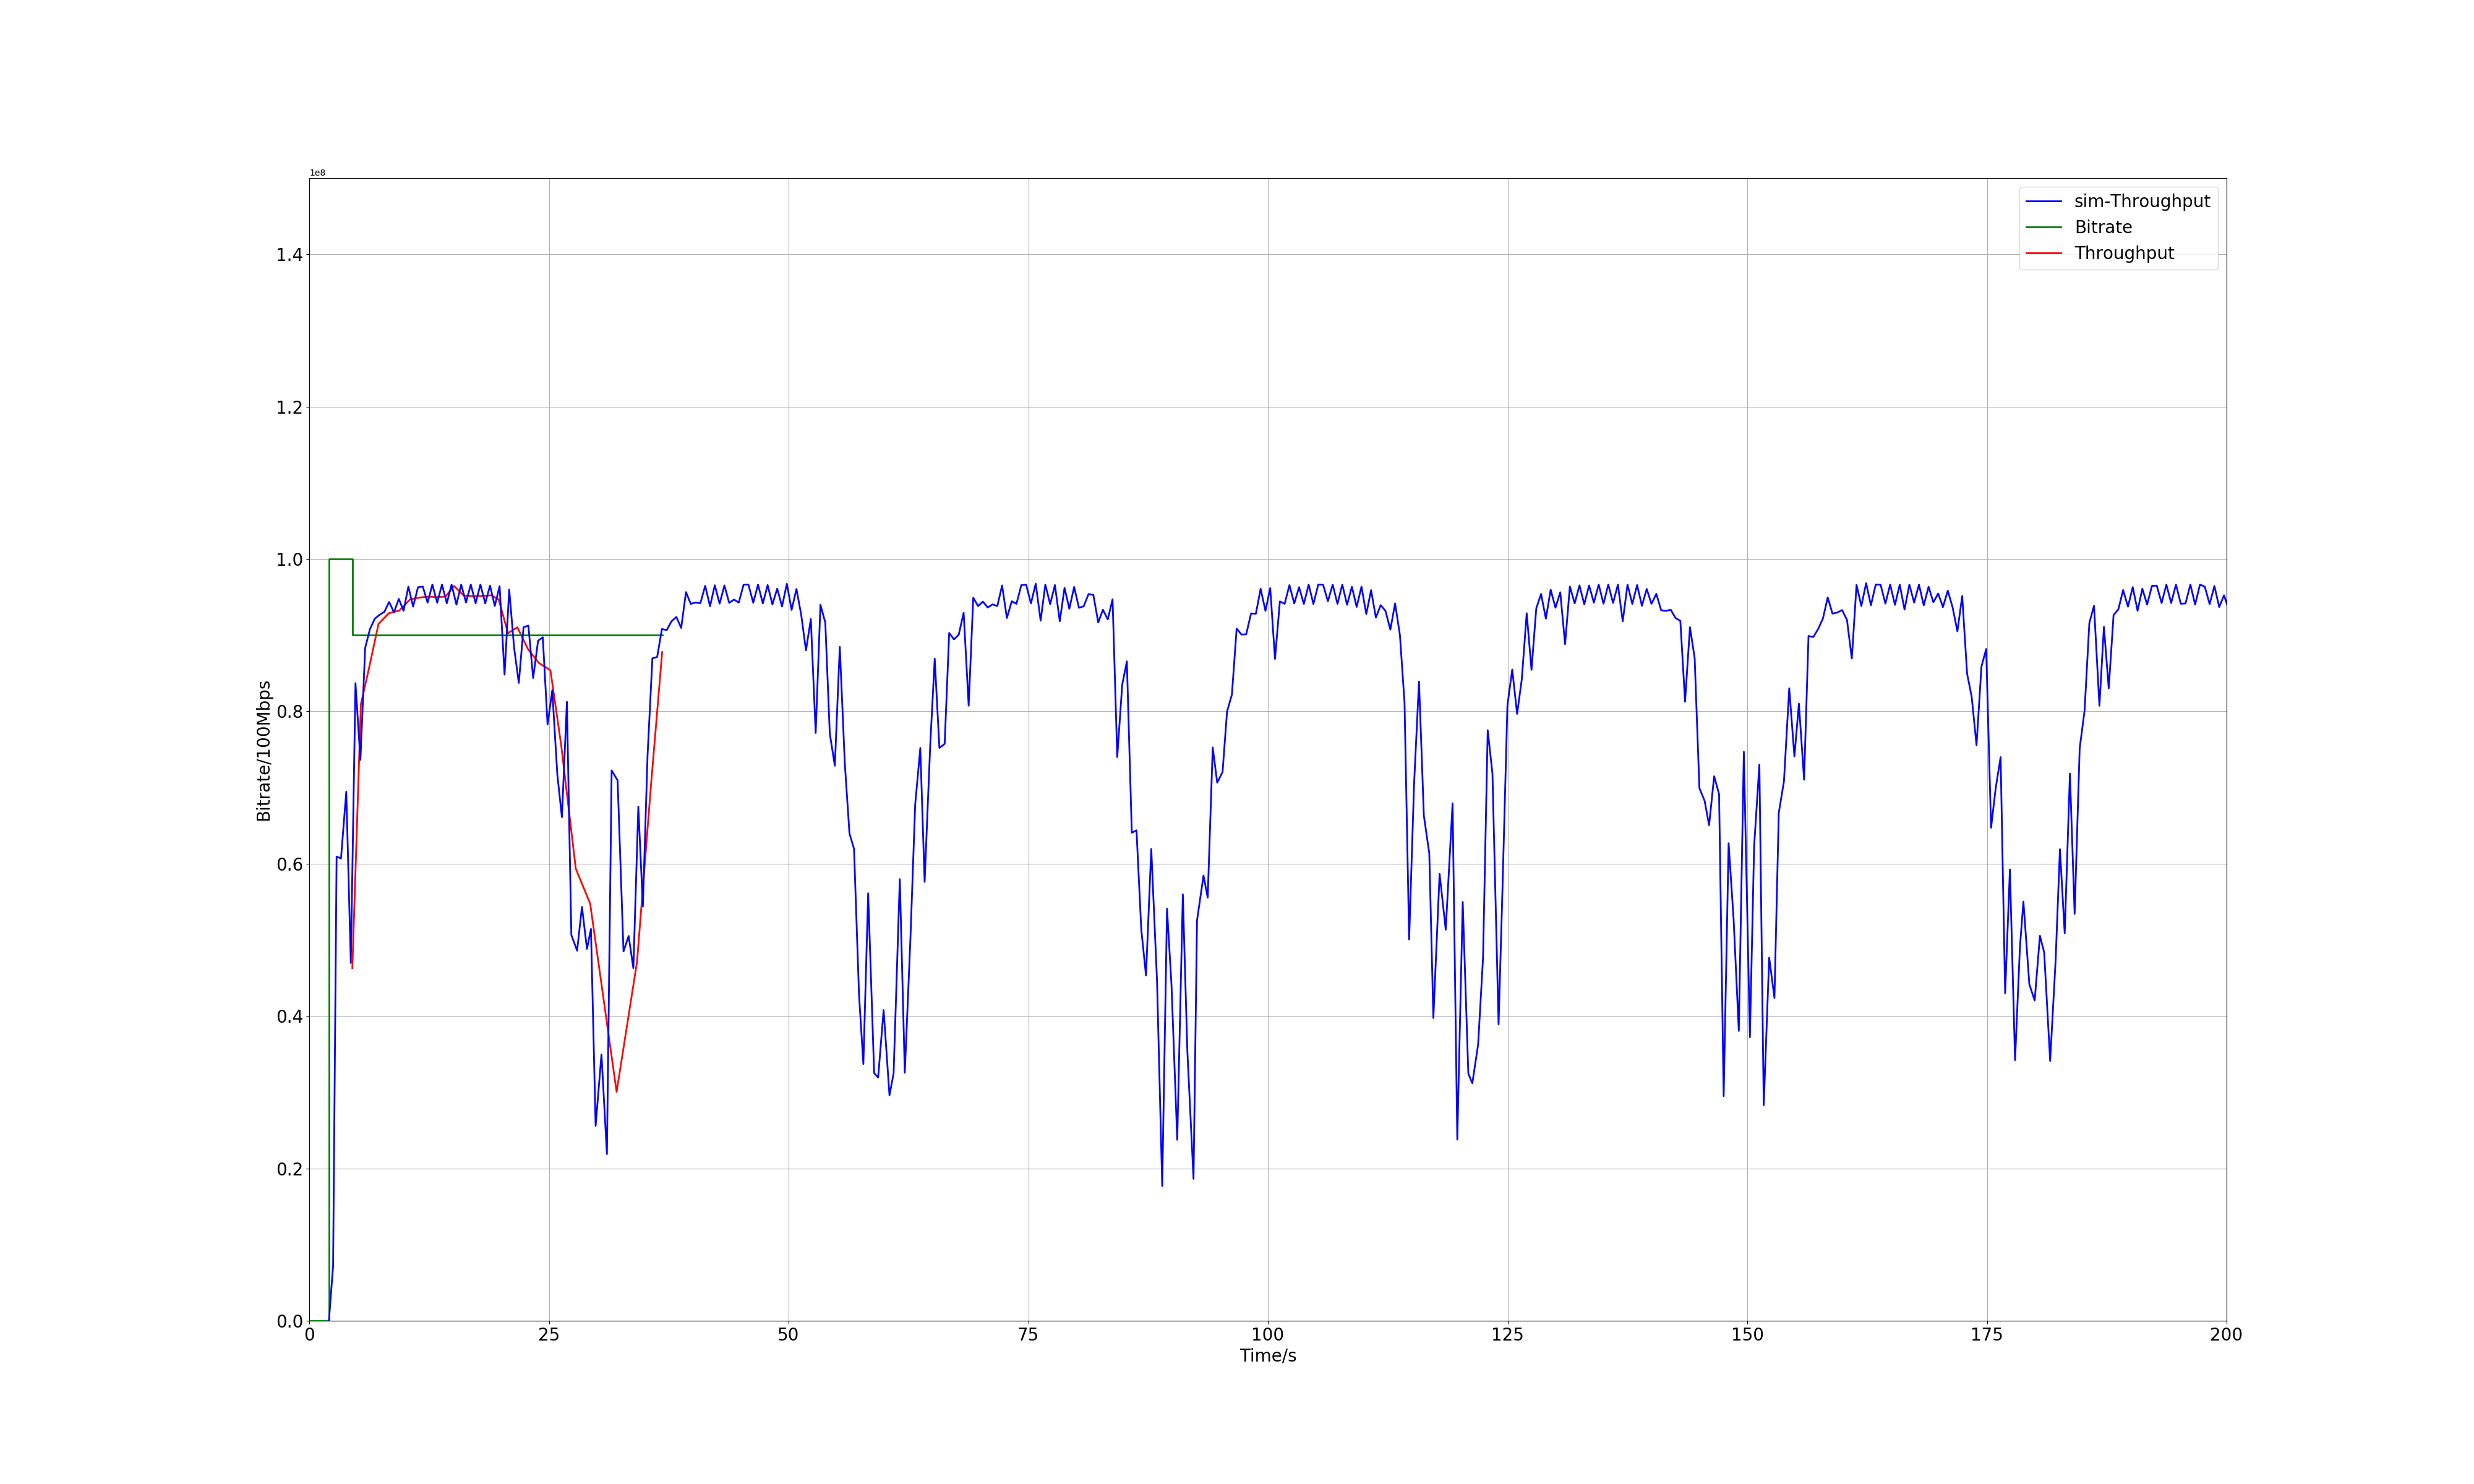 1e8
sim-Throughput
Bitrate
Throughput
1.4
1.2
1.0
0.8
0.6
0.4
0.2
0.0
Bitrate/100Mbps
0 25 50 75 100 125 150 175 200
Time/s